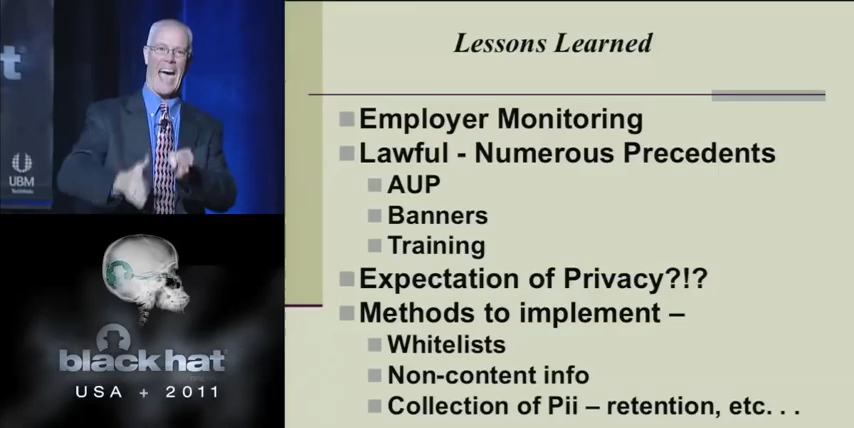 t
UBM
Lessons Learned
Employer Monitoring
Lawful - Numerous Precedents
AUP
Banners
Training
Expectation of Privacy?!?
Methods to implement –
Whitelists
Non-content info
Collection of Pii – retention, etc. . .
black hat
USA + 2011